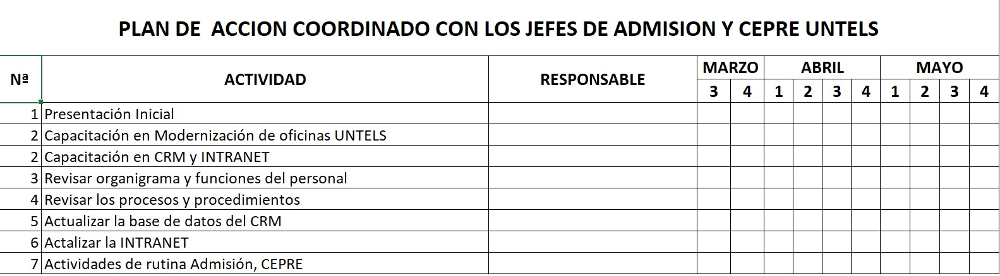 PLAN DE ACCION COORDINADO CON LOS JEFES DE ADMISION Y CEPRE UNTELS
Nª ACTIVIDAD RESPONSABLE MARZO ABRIL MAYO
3 4 1 2 3 4 1 2 3 4
1 Presentación Inicial
2 Capacitación en Modernización de oficinas UNTELS
2 Capacitación en CRM y INTRANET
3 Revisar organigrama y funciones del personal
4 Revisar los procesos y procedimientos
5 Actualizar la base de datos del CRM
6 Actalizar la INTRANET
7 Actividades de rutina Admisión, CEPRE